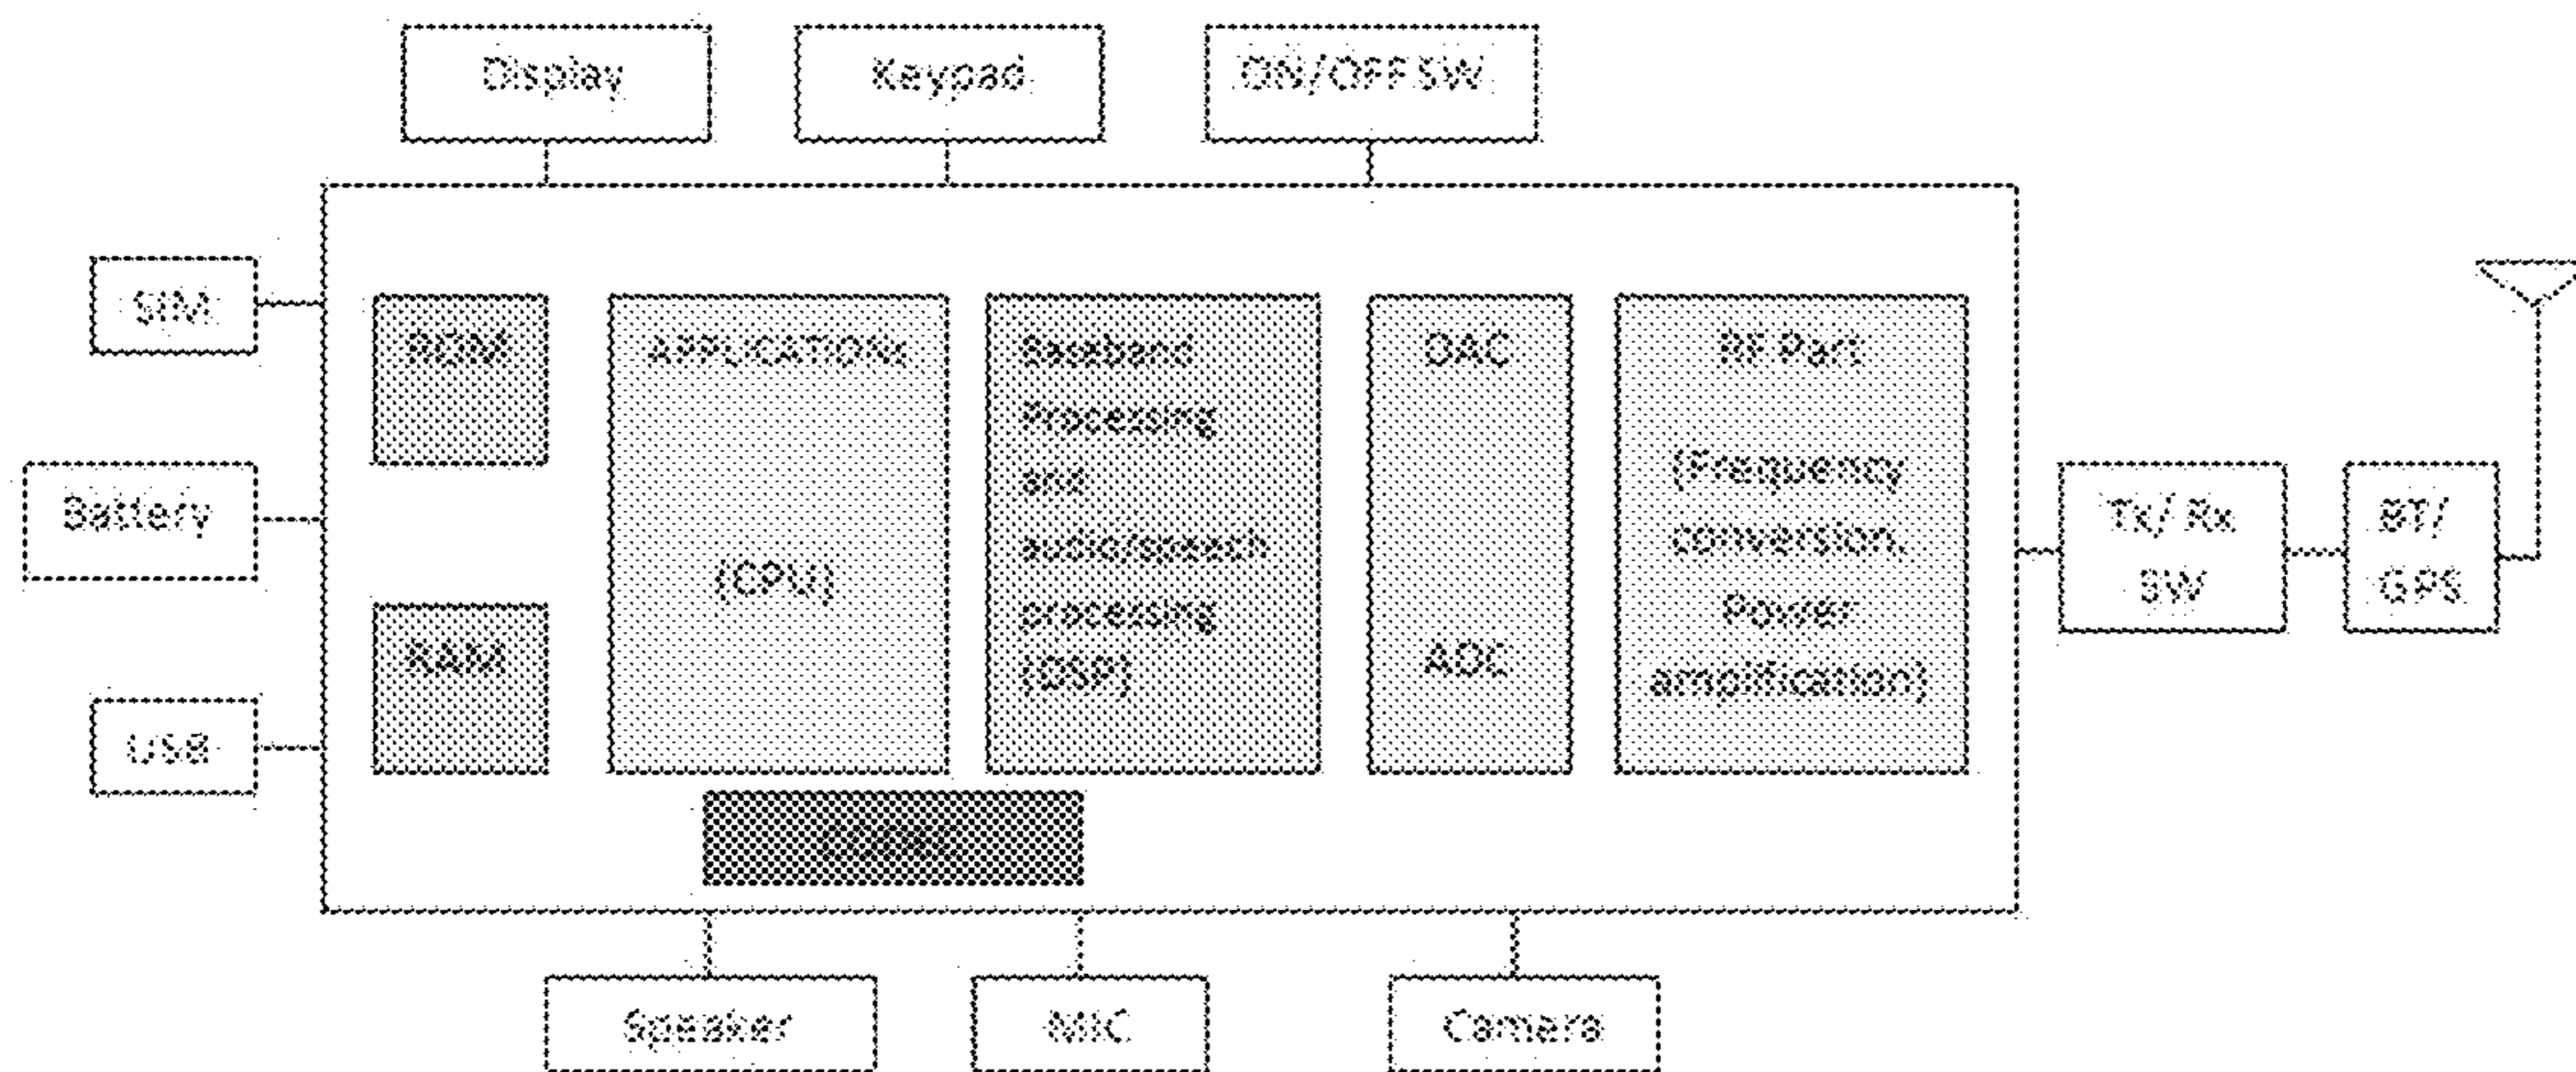 Display
Keypad
ON/OFF SW
SIM
Battery
USB
ROM
RAM
APPLICATIONS
(CPU)
Baseband
Processing
and
audio/speech
processing
(DSP)
DAC
ADC
RF Part
(Frequency
conversion,
Power
amplification)
Tx/ Rx
SW
BT/
GPS
Speaker
MIC
Camera